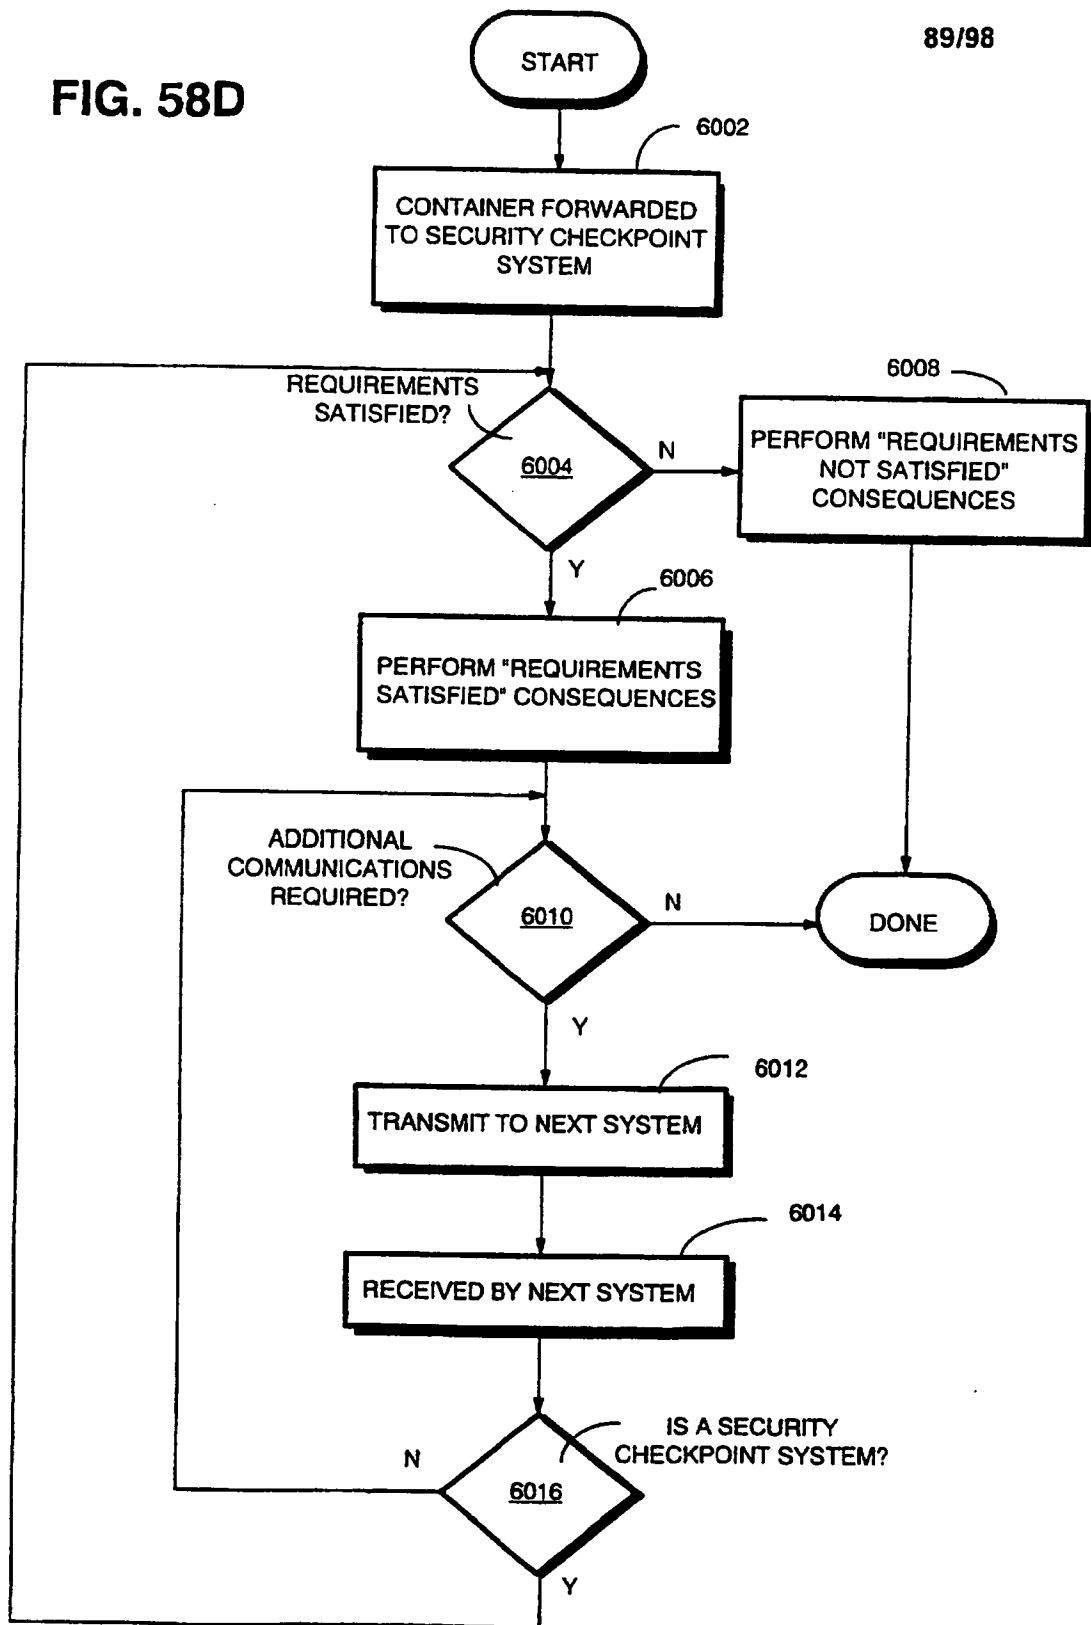 89/98
FIG. 58D
START
6002
CONTAINER FORWARDED
TO SECURITY CHECKPOINT
SYSTEM
REQUIREMENTS
SATISFIED?
6004
N
6008
PERFORM "REQUIREMENTS
NOT SATISFIED"
CONSEQUENCES
Y
6006
PERFORM "REQUIREMENTS
SATISFIED" CONSEQUENCES
ADDITIONAL
COMMUNICATIONS
REQUIRED?
6010
N
DONE
Y
6012
TRANSMIT TO NEXT SYSTEM
6014
RECEIVED BY NEXT SYSTEM
IS A SECURITY
CHECKPOINT SYSTEM?
N
6016
Y